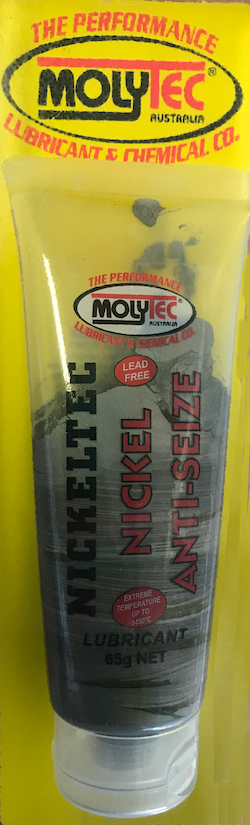 THE PERFORMANCE
MOLYTEC®
AUSTRALIA
LUBRICANT & CHEMICAL CO.
THE PERFORMANCE
MOLYTEC®
AUSTRALIA
LUBRICANT & CHEMICAL CO.
LEAD
FREE
NICKELTEC
NICKEL
ANTI-SEIZE
EXTREME
TEMPERATURE
UP TO
1450°C
LUBRICANT
65g NET